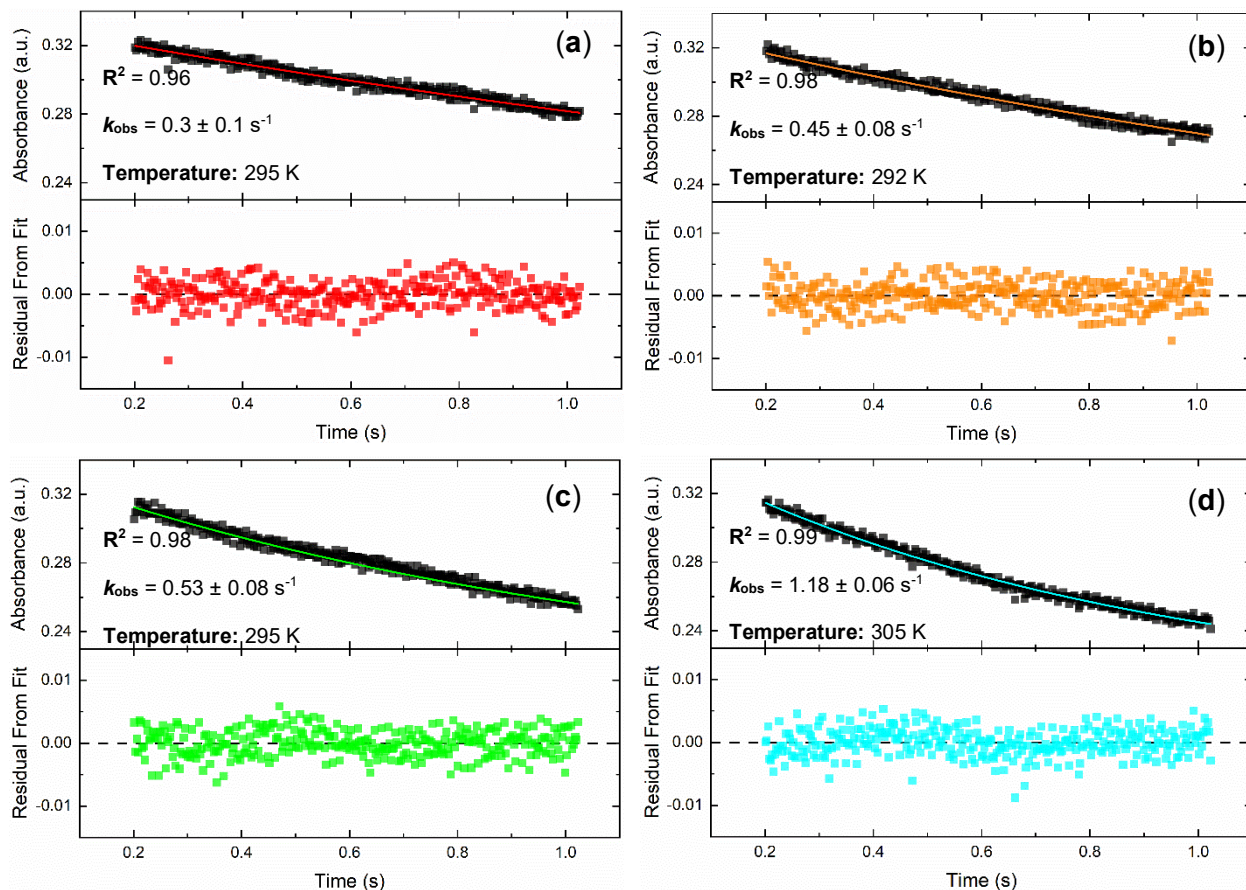 (a)
Absorbance (a.u.)
0.32
0.28
0.24
R² = 0.96
kobs = 0.3 ± 0.1 s⁻¹
Temperature: 295 K
Residual From Fit
0.01
0.00
-0.01
0.2 0.4 0.6 0.8 1.0
Time (s)
(b)
Absorbance (a.u.)
0.32
0.28
0.24
R² = 0.98
kobs = 0.45 ± 0.08 s⁻¹
Temperature: 292 K
Residual From Fit
0.01
0.00
-0.01
0.2 0.4 0.6 0.8 1.0
Time (s)
(c)
Absorbance (a.u.)
0.32
0.28
0.24
R² = 0.98
kobs = 0.53 ± 0.08 s⁻¹
Temperature: 295 K
Residual From Fit
0.01
0.00
-0.01
0.2 0.4 0.6 0.8 1.0
Time (s)
(d)
Absorbance (a.u.)
0.32
0.28
0.24
R² = 0.99
kobs = 1.18 ± 0.06 s⁻¹
Temperature: 305 K
Residual From Fit
0.01
0.00
-0.01
0.2 0.4 0.6 0.8 1.0
Time (s)